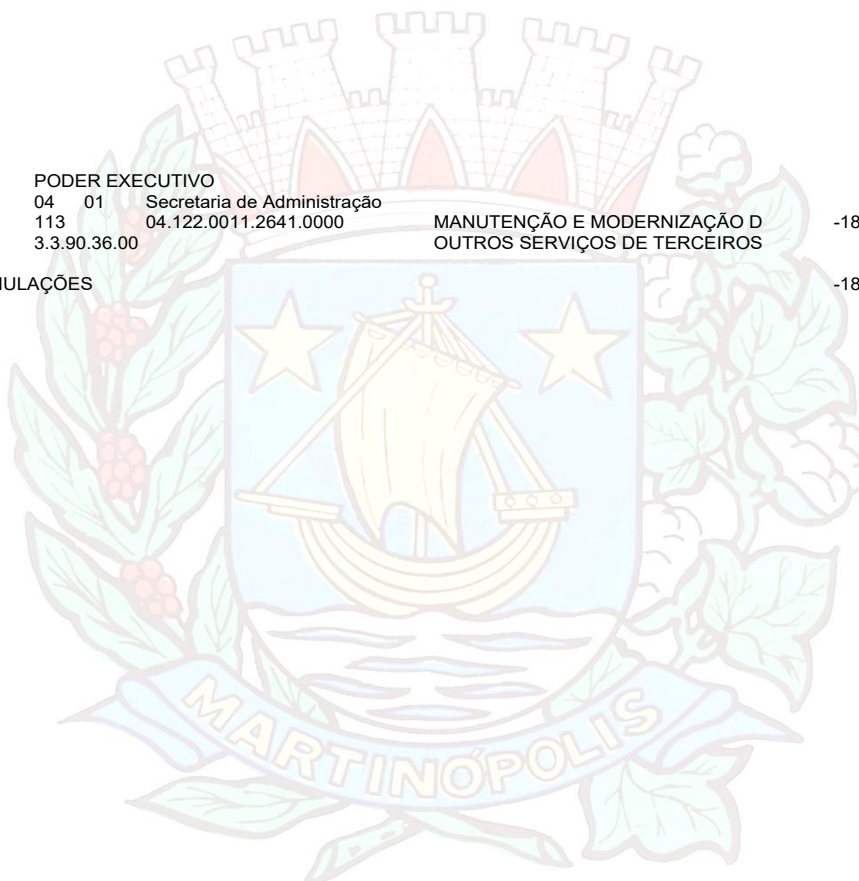 PODER EXECUTIVO
04 01 Secretaria de Administração
113 04.122.0011.2641.0000 MANUTENÇÃO E MODERNIZAÇÃO D -18
3.3.90.36.00 OUTROS SERVIÇOS DE TERCEIROS
NULAÇÕES -18
MARTINÓPOLIS